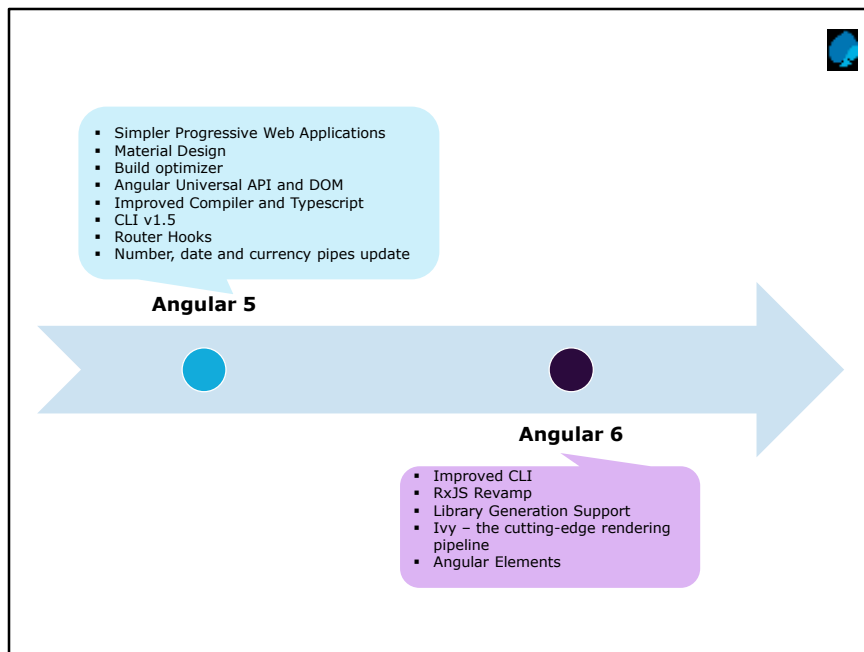 ▪ Simpler Progressive Web Applications
▪ Material Design
▪ Build optimizer
▪ Angular Universal API and DOM
▪ Improved Compiler and Typescript
▪ CLI v1.5
▪ Router Hooks
▪ Number, date and currency pipes update
Angular 5
Angular 6
▪ Improved CLI
▪ RxJS Revamp
▪ Library Generation Support
▪ Ivy – the cutting-edge rendering
pipeline
▪ Angular Elements